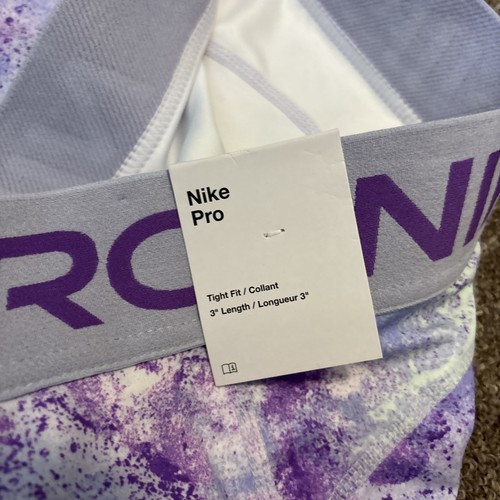 Nike
Pro
Tight Fit / Collant
3" Length / Longueur 3"
RO NI